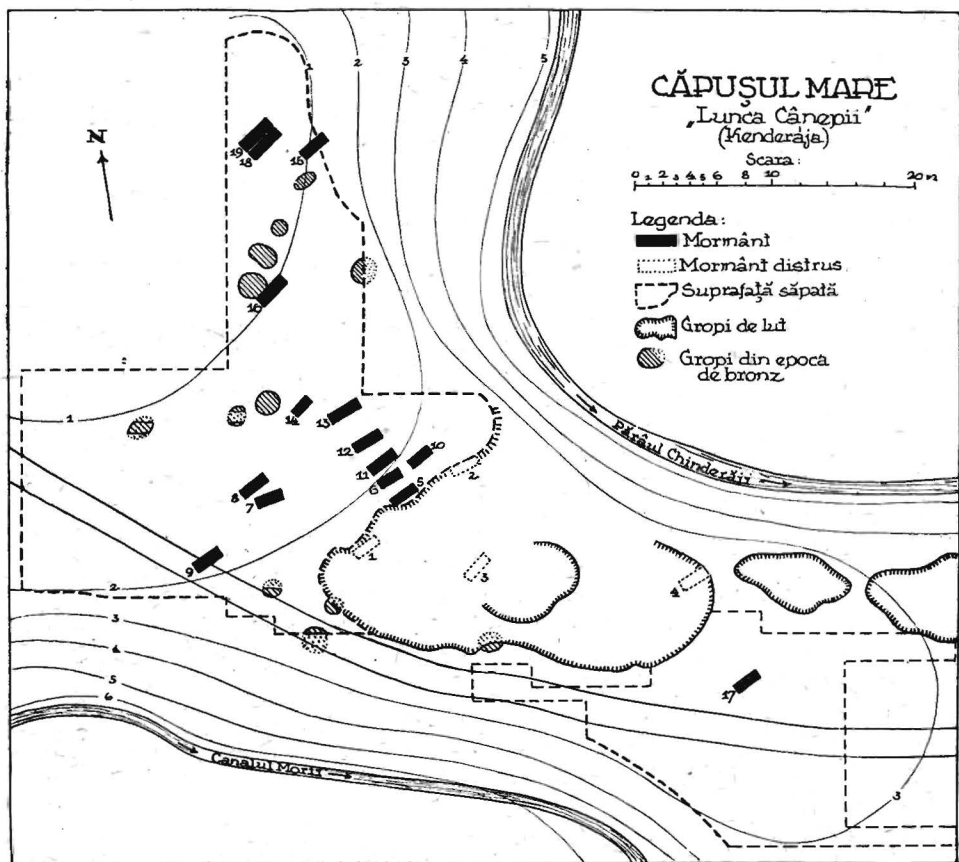 CĂPUȘUL MARE
„Lunca Cânepii”
(Kenderája)
Scara:
0 1 2 3 4 5 6 8 10 20 m
Legenda:
Mormânt
Mormânt distrus
Suprafață săpată
Gropi de lut
Gropi din epoca
de bronz
N
1 2 3 4 5
19
18
15
16
1
14
13
12
11
10
6
5
2
8
7
9
1
3
4
2
3
4
5
6
17
3
Pârâul Chinderăii
Canalul Morii